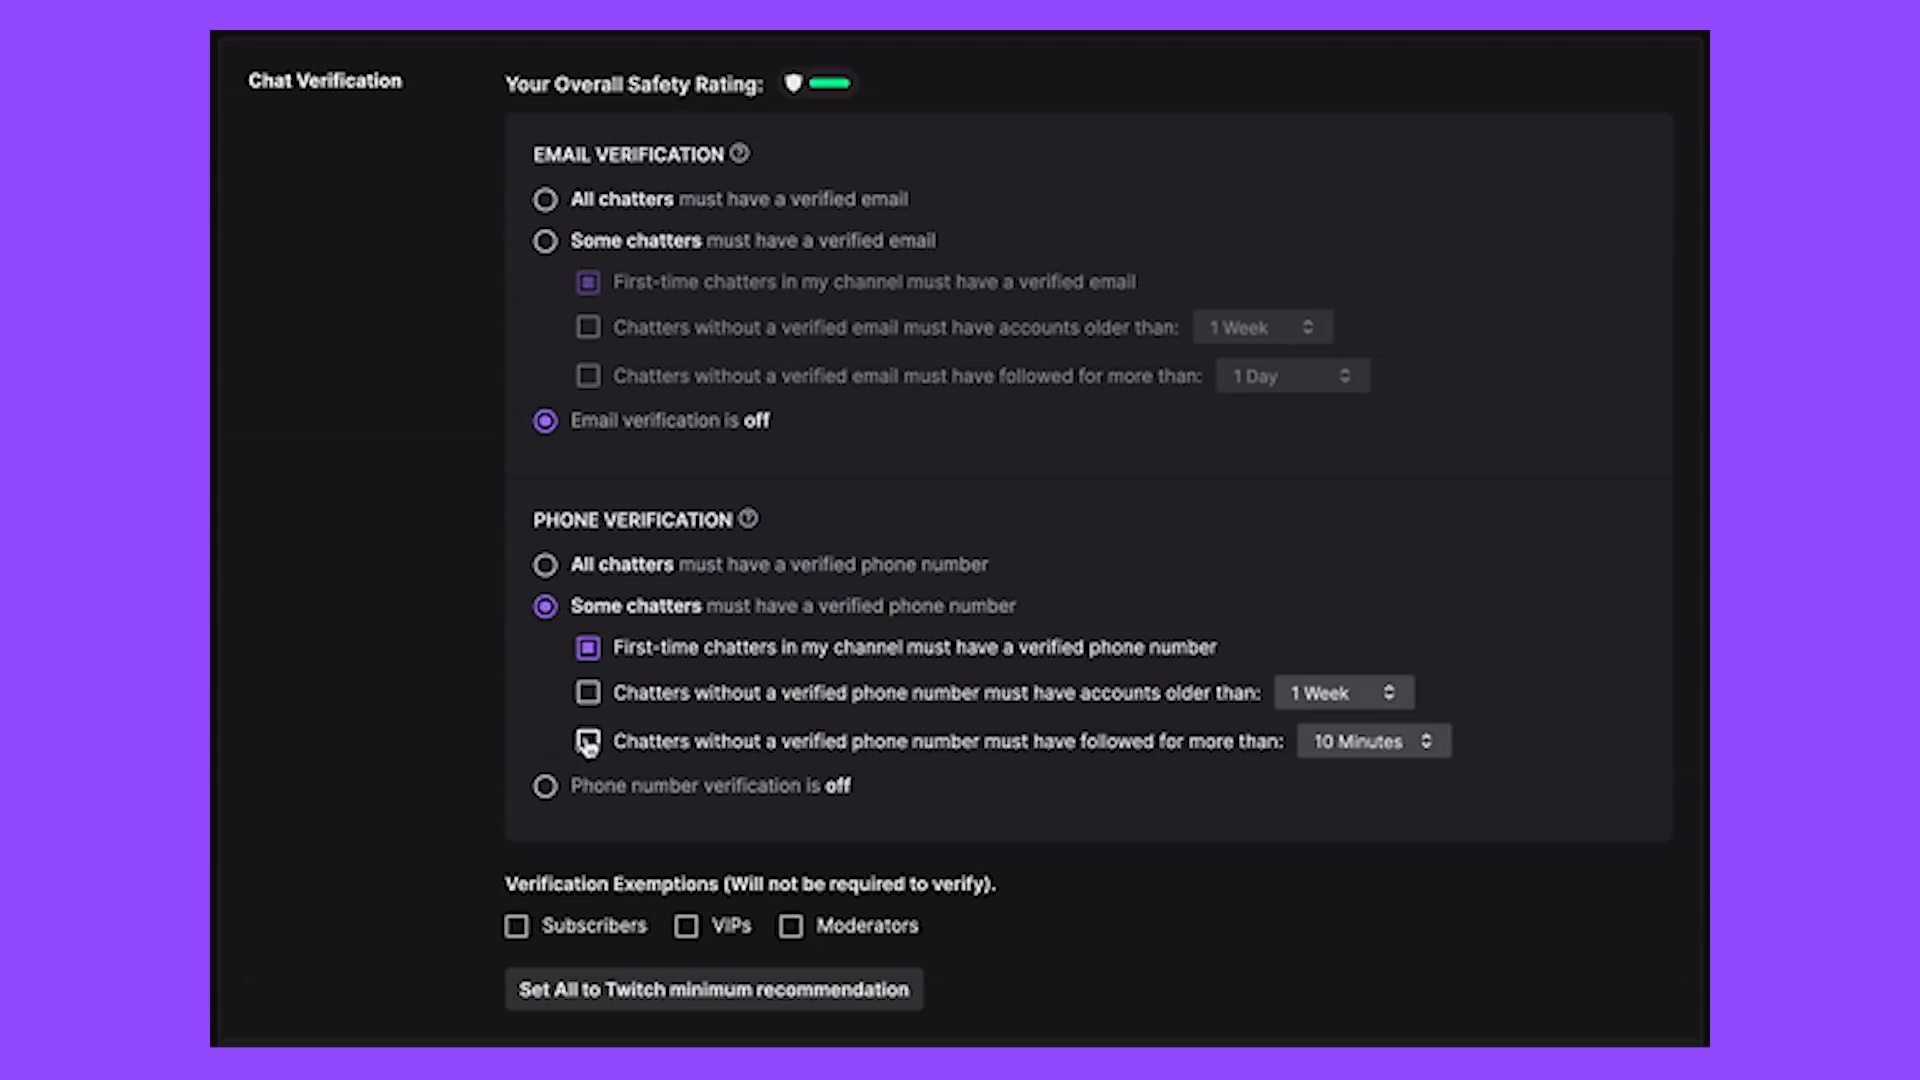 Chat Verification
Your Overall Safety Rating:
EMAIL VERIFICATION
All chatters must have a verified email
Some chatters must have a verified email
First-time chatters in my channel must have a verified email
Chatters without a verified email must have accounts older than: 1 Week
Chatters without a verified email must have followed for more than: 1 Day
Email verification is off
PHONE VERIFICATION
All chatters must have a verified phone number
Some chatters must have a verified phone number
First-time chatters in my channel must have a verified phone number
Chatters without a verified phone number must have accounts older than: 1 Week
Chatters without a verified phone number must have followed for more than: 10 Minutes
Phone number verification is off
Verification Exemptions (Will not be required to verify).
Subscribers VIPs Moderators
Set All to Twitch minimum recommendation